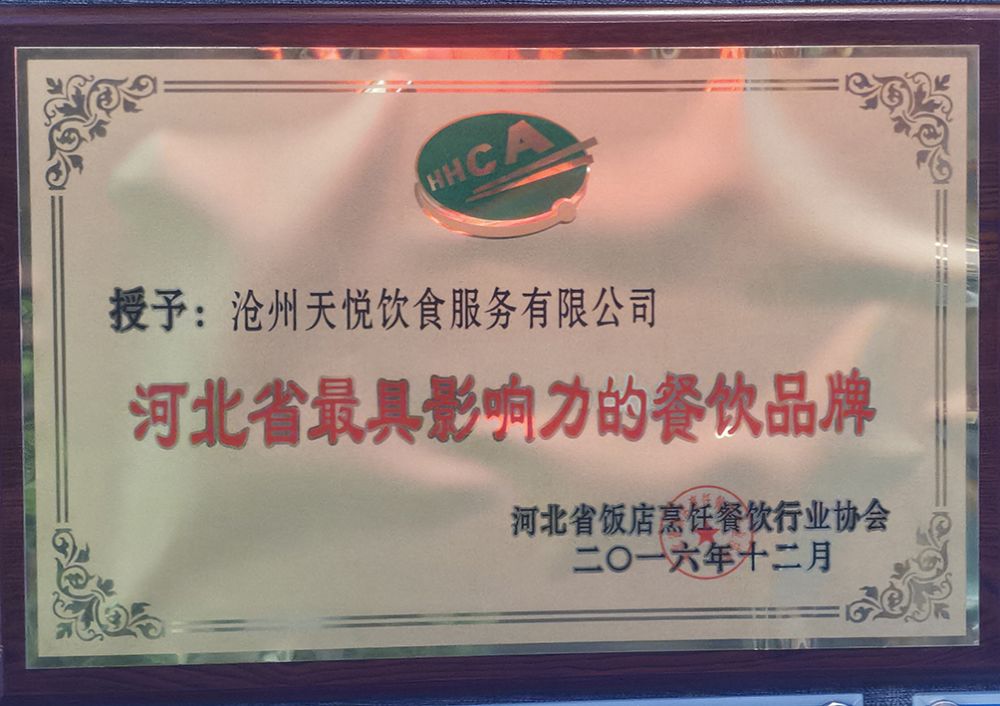 HHCA
授予：沧州天悦饮食服务有限公司
河北省最具影响力的餐饮品牌
河北省饭店烹饪餐饮行业协会
二〇一六年十二月